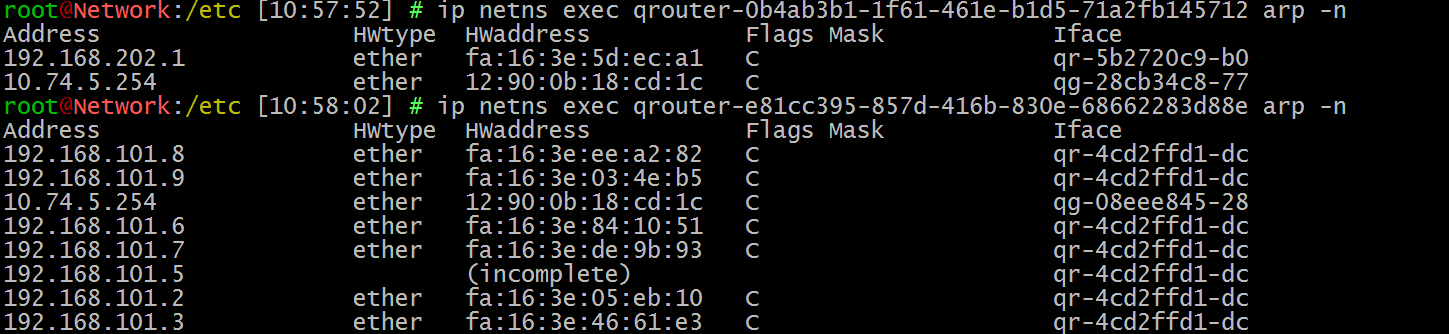 root@Network:/etc [10:57:52] # ip netns exec qrouter-0b4ab3b1-1f61-461e-b1d5-71a2fb145712 arp -n
Address HWtype HWaddress Flags Mask Iface
192.168.202.1 ether fa:16:3e:5d:ec:a1 C qr-5b2720c9-b0
10.74.5.254 ether 12:90:0b:18:cd:1c C qg-28cb34c8-77
root@Network:/etc [10:58:02] # ip netns exec qrouter-e81cc395-857d-416b-830e-68662283d88e arp -n
Address HWtype HWaddress Flags Mask Iface
192.168.101.8 ether fa:16:3e:ee:a2:82 C qr-4cd2ffd1-dc
192.168.101.9 ether fa:16:3e:03:4e:b5 C qr-4cd2ffd1-dc
10.74.5.254 ether 12:90:0b:18:cd:1c C qg-08eee845-28
192.168.101.6 ether fa:16:3e:84:10:51 C qr-4cd2ffd1-dc
192.168.101.7 ether fa:16:3e:de:9b:93 C qr-4cd2ffd1-dc
192.168.101.5 (incomplete) qr-4cd2ffd1-dc
192.168.101.2 ether fa:16:3e:05:eb:10 C qr-4cd2ffd1-dc
192.168.101.3 ether fa:16:3e:46:61:e3 C qr-4cd2ffd1-dc